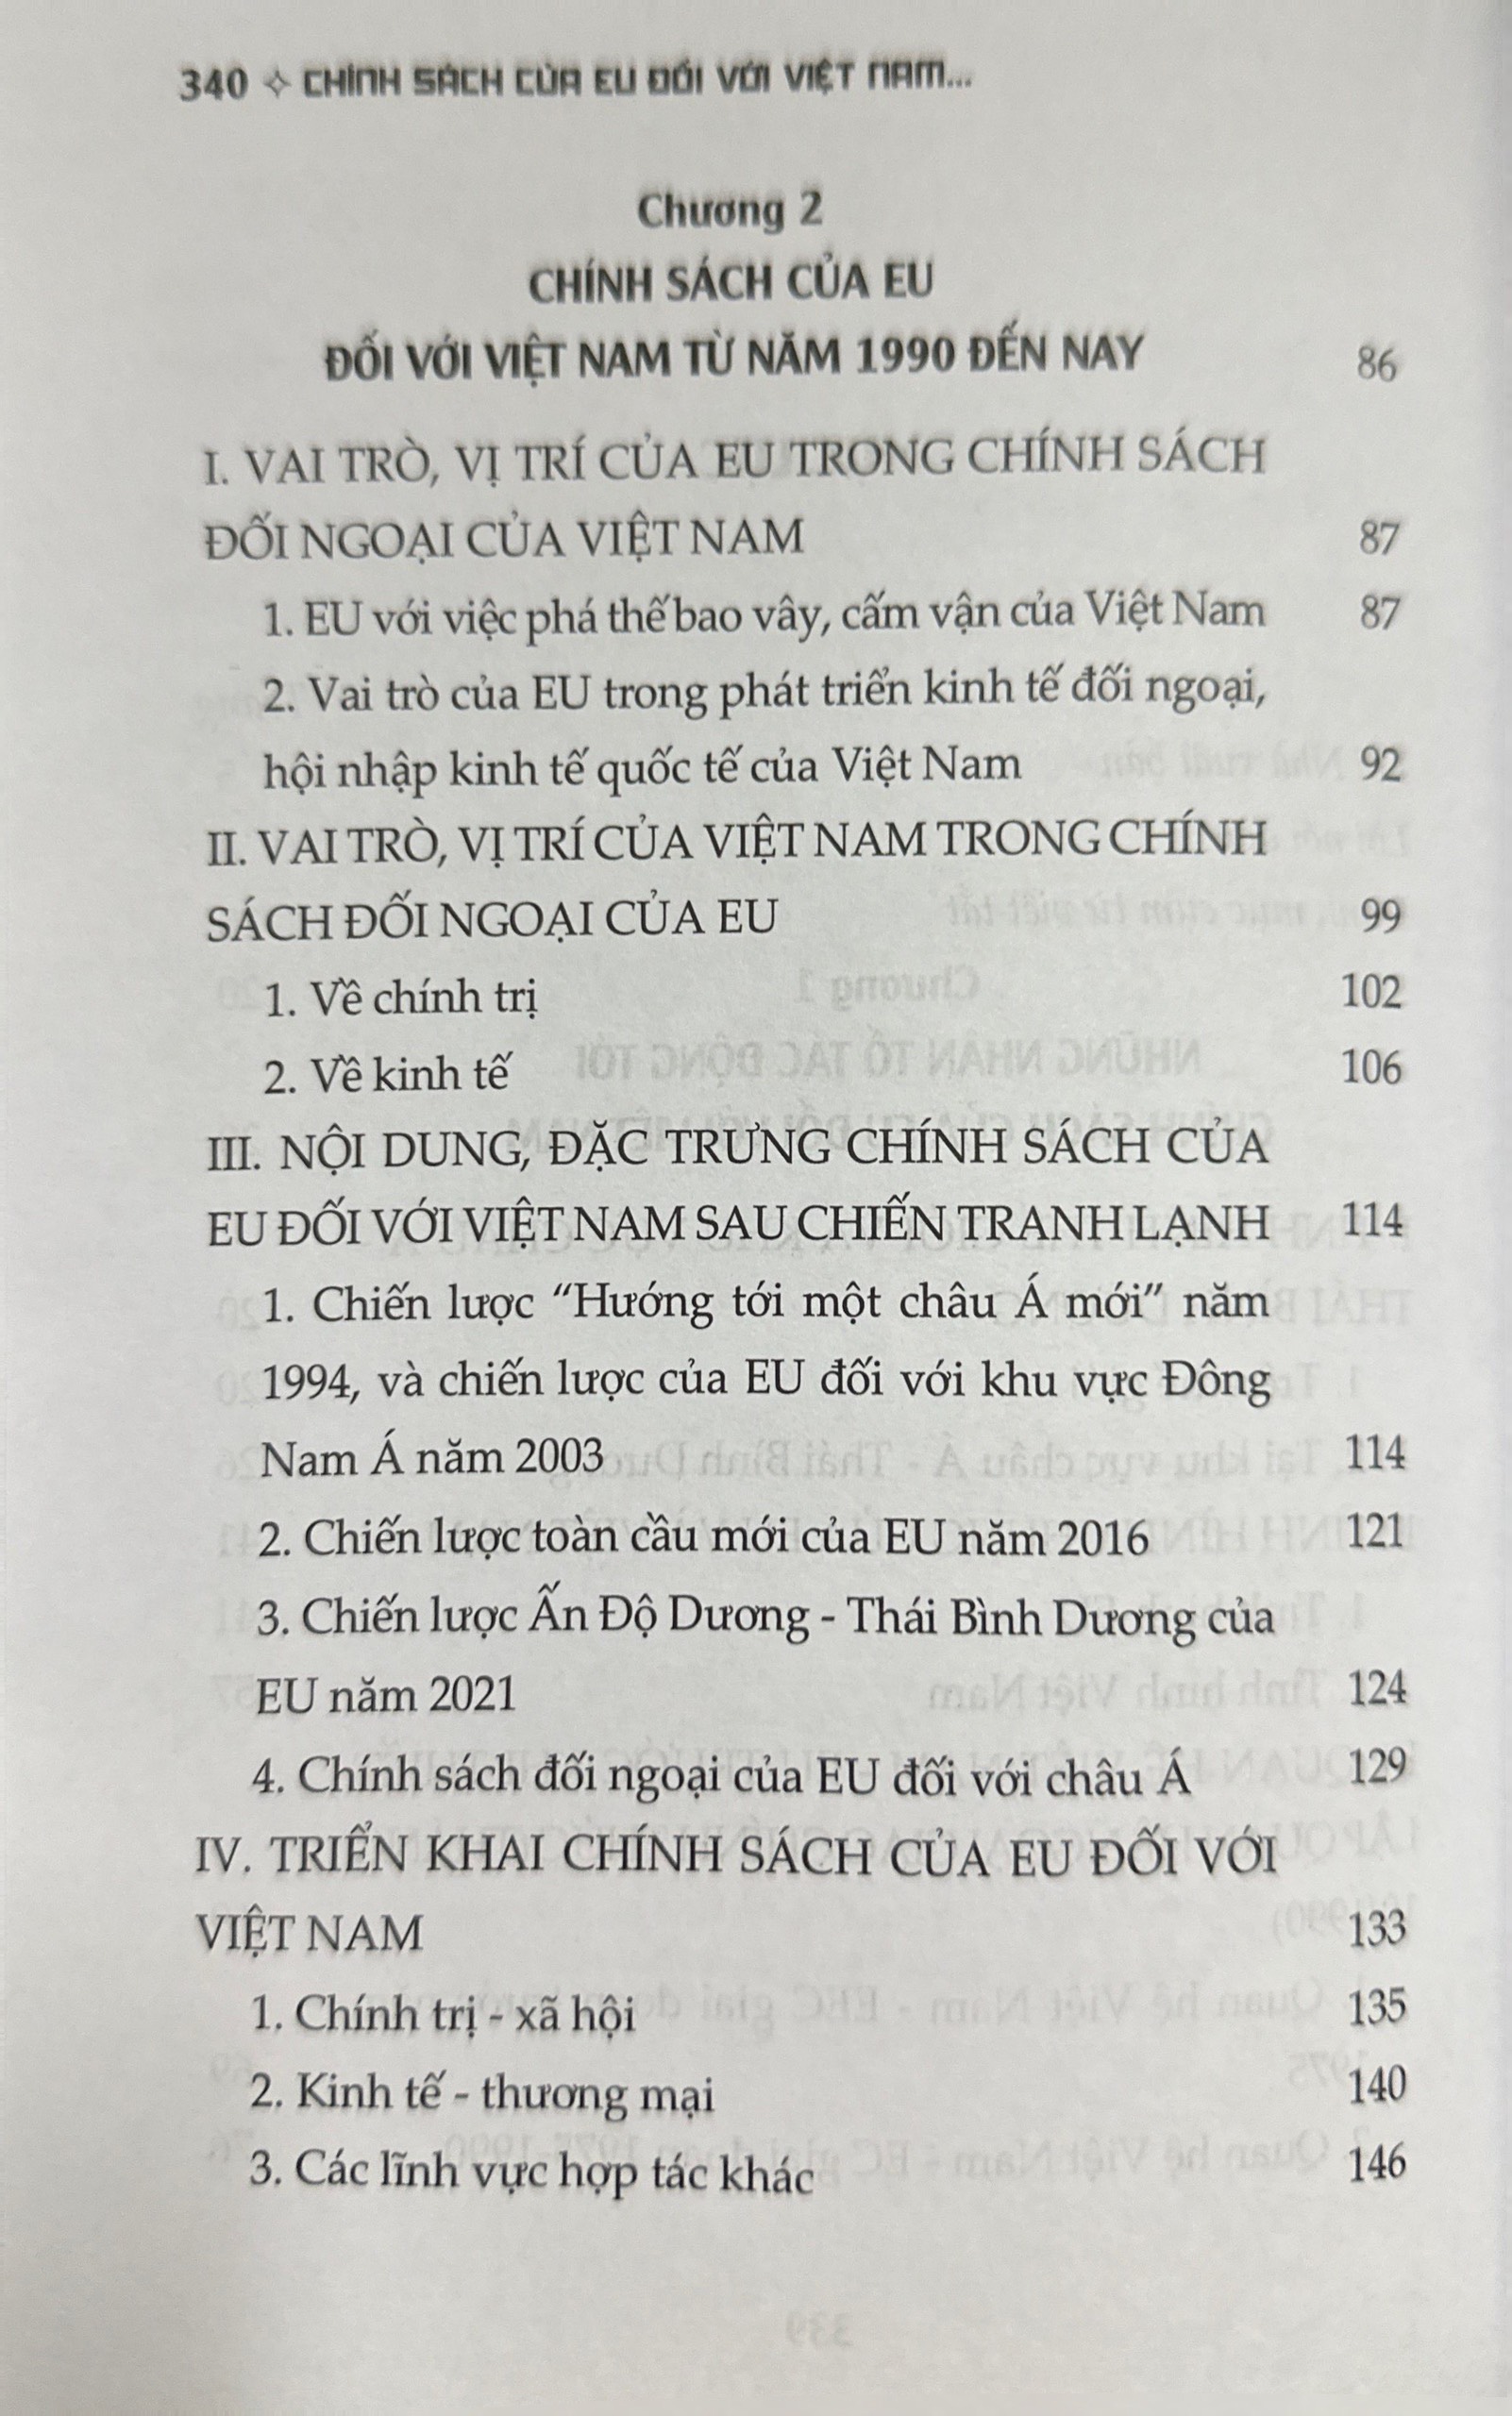 340 ✧ CHÍNH SÁCH CỦA EU ĐỐI VỚI VIỆT NAM...
Chương 2
CHÍNH SÁCH CỦA EU
ĐỐI VỚI VIỆT NAM TỪ NĂM 1990 ĐẾN NAY 86
I. VAI TRÒ, VỊ TRÍ CỦA EU TRONG CHÍNH SÁCH
ĐỐI NGOẠI CỦA VIỆT NAM 87
1. EU với việc phá thế bao vây, cấm vận của Việt Nam 87
2. Vai trò của EU trong phát triển kinh tế đối ngoại,
hội nhập kinh tế quốc tế của Việt Nam 92
II. VAI TRÒ, VỊ TRÍ CỦA VIỆT NAM TRONG CHÍNH
SÁCH ĐỐI NGOẠI CỦA EU 99
1. Về chính trị 102
2. Về kinh tế 106
III. NỘI DUNG, ĐẶC TRƯNG CHÍNH SÁCH CỦA
EU ĐỐI VỚI VIỆT NAM SAU CHIẾN TRANH LẠNH 114
1. Chiến lược “Hướng tới một châu Á mới” năm
1994, và chiến lược của EU đối với khu vực Đông
Nam Á năm 2003 114
2. Chiến lược toàn cầu mới của EU năm 2016 121
3. Chiến lược Ấn Độ Dương - Thái Bình Dương của
EU năm 2021 124
4. Chính sách đối ngoại của EU đối với châu Á 129
IV. TRIỂN KHAI CHÍNH SÁCH CỦA EU ĐỐI VỚI
VIỆT NAM 133
1. Chính trị - xã hội 135
2. Kinh tế - thương mại 140
3. Các lĩnh vực hợp tác khác 146